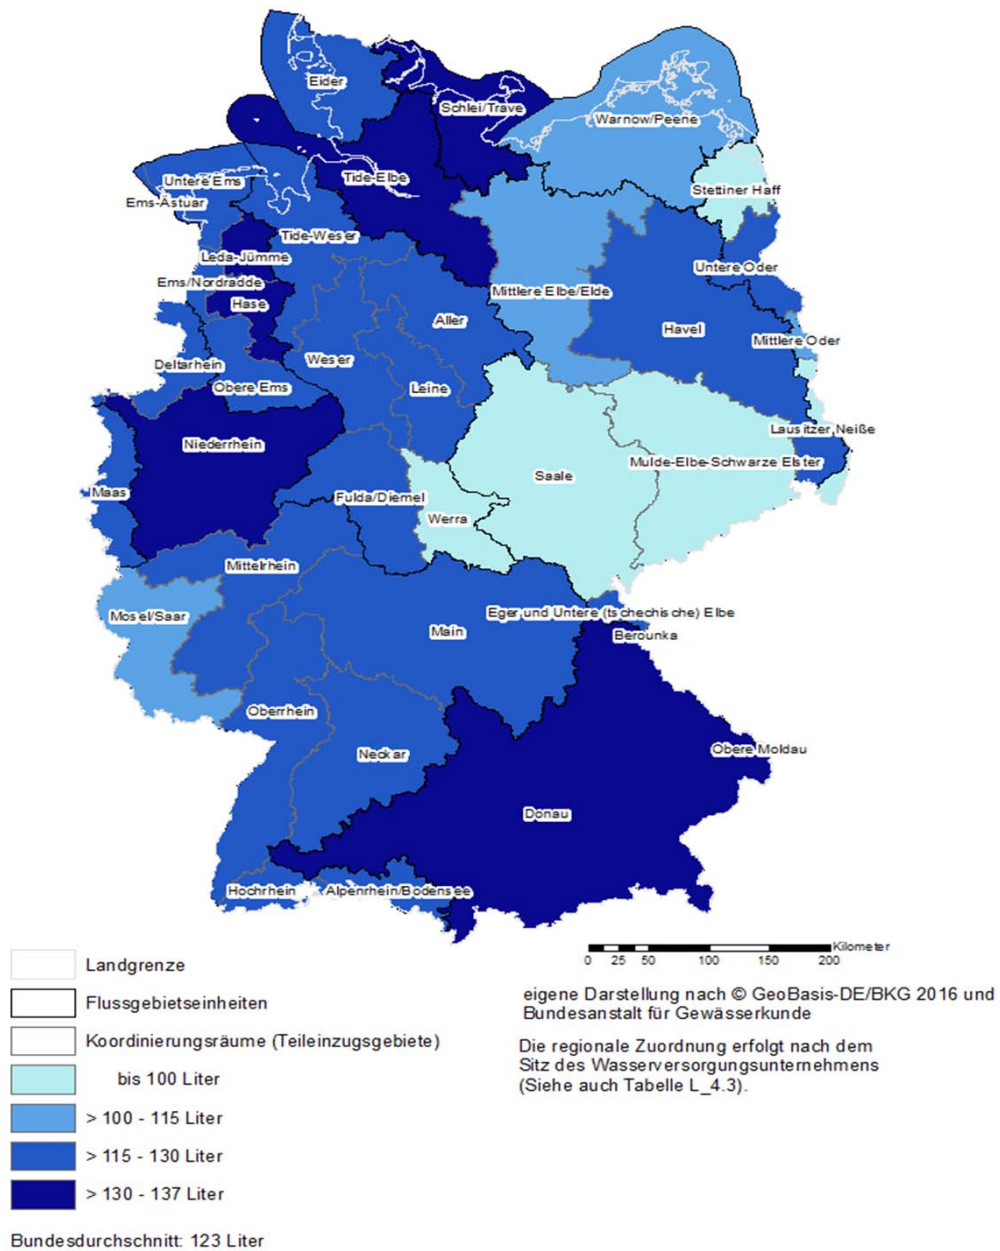 Eider
Schlei/Trave
Warnow/Peene
Tide-Elbe
Untere Ems
Stettiner Haff
Ems-Ästuar
Tide-Weser
Leda-Jümme
Untere Oder
Ems/Nordradde
Mittlere Elbe/Elde
Hase
Aller
Havel
Mittlere Oder
Weser
Deltarhein
Obere Ems
Leine
Lausitzer Neiße
Niederrhein
Mulde-Elbe-Schwarze Elster
Saale
Maas
Fulda/Diemel
Werra
Mittelrhein
Eger und Untere (tschechische) Elbe
Mosel/Saar
Main
Berounka
Oberrhein
Neckar
Obere Moldau
Donau
Hochrhein
Alpenrhein/Bodensee
Kilometer
0 25 50 100 150 200
Landgrenze
Flussgebietseinheiten
Koordinierungsräume (Teileinzugsgebiete)
bis 100 Liter
> 100 - 115 Liter
> 115 - 130 Liter
> 130 - 137 Liter
Bundesdurchschnitt: 123 Liter
eigene Darstellung nach © GeoBasis-DE/BKG 2016 und
Bundesanstalt für Gewässerkunde
Die regionale Zuordnung erfolgt nach dem
Sitz des Wasserversorgungsunternehmens
(Siehe auch Tabelle L_4.3).